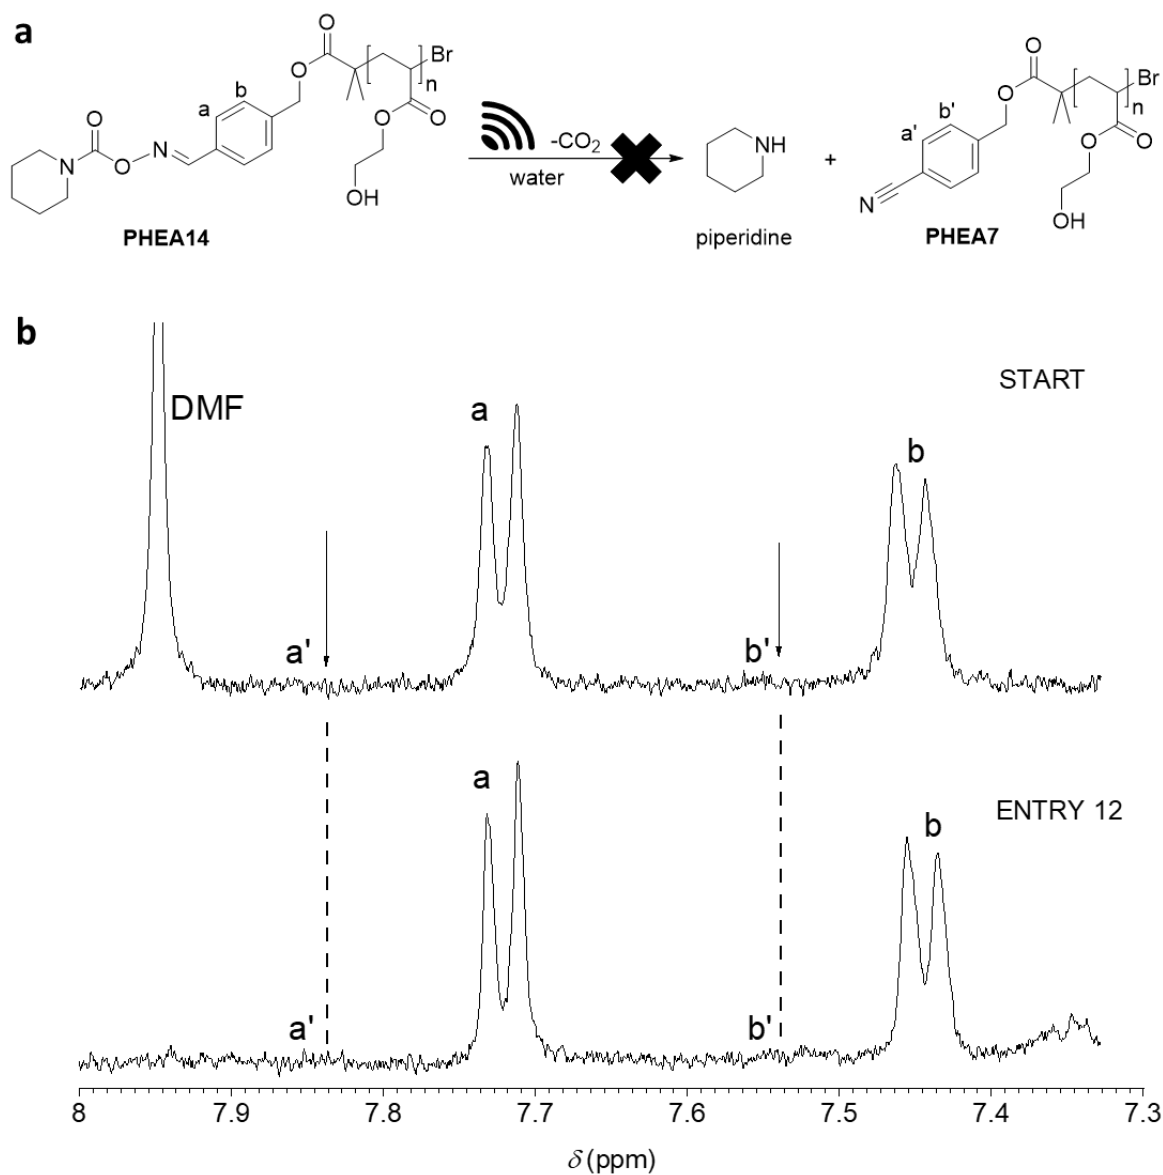 a
O
O
Br
n
O
O
OH
a
b
O
N
O
N
PHEA14
-CO2
water
NH
piperidine
+
O
O
Br
n
O
O
OH
a'
b'
N
PHEA7
b
START
DMF
a
b
a'
b'
ENTRY 12
a
b
a'
b'
8 7.9 7.8 7.7 7.6 7.5 7.4 7.3
δ (ppm)